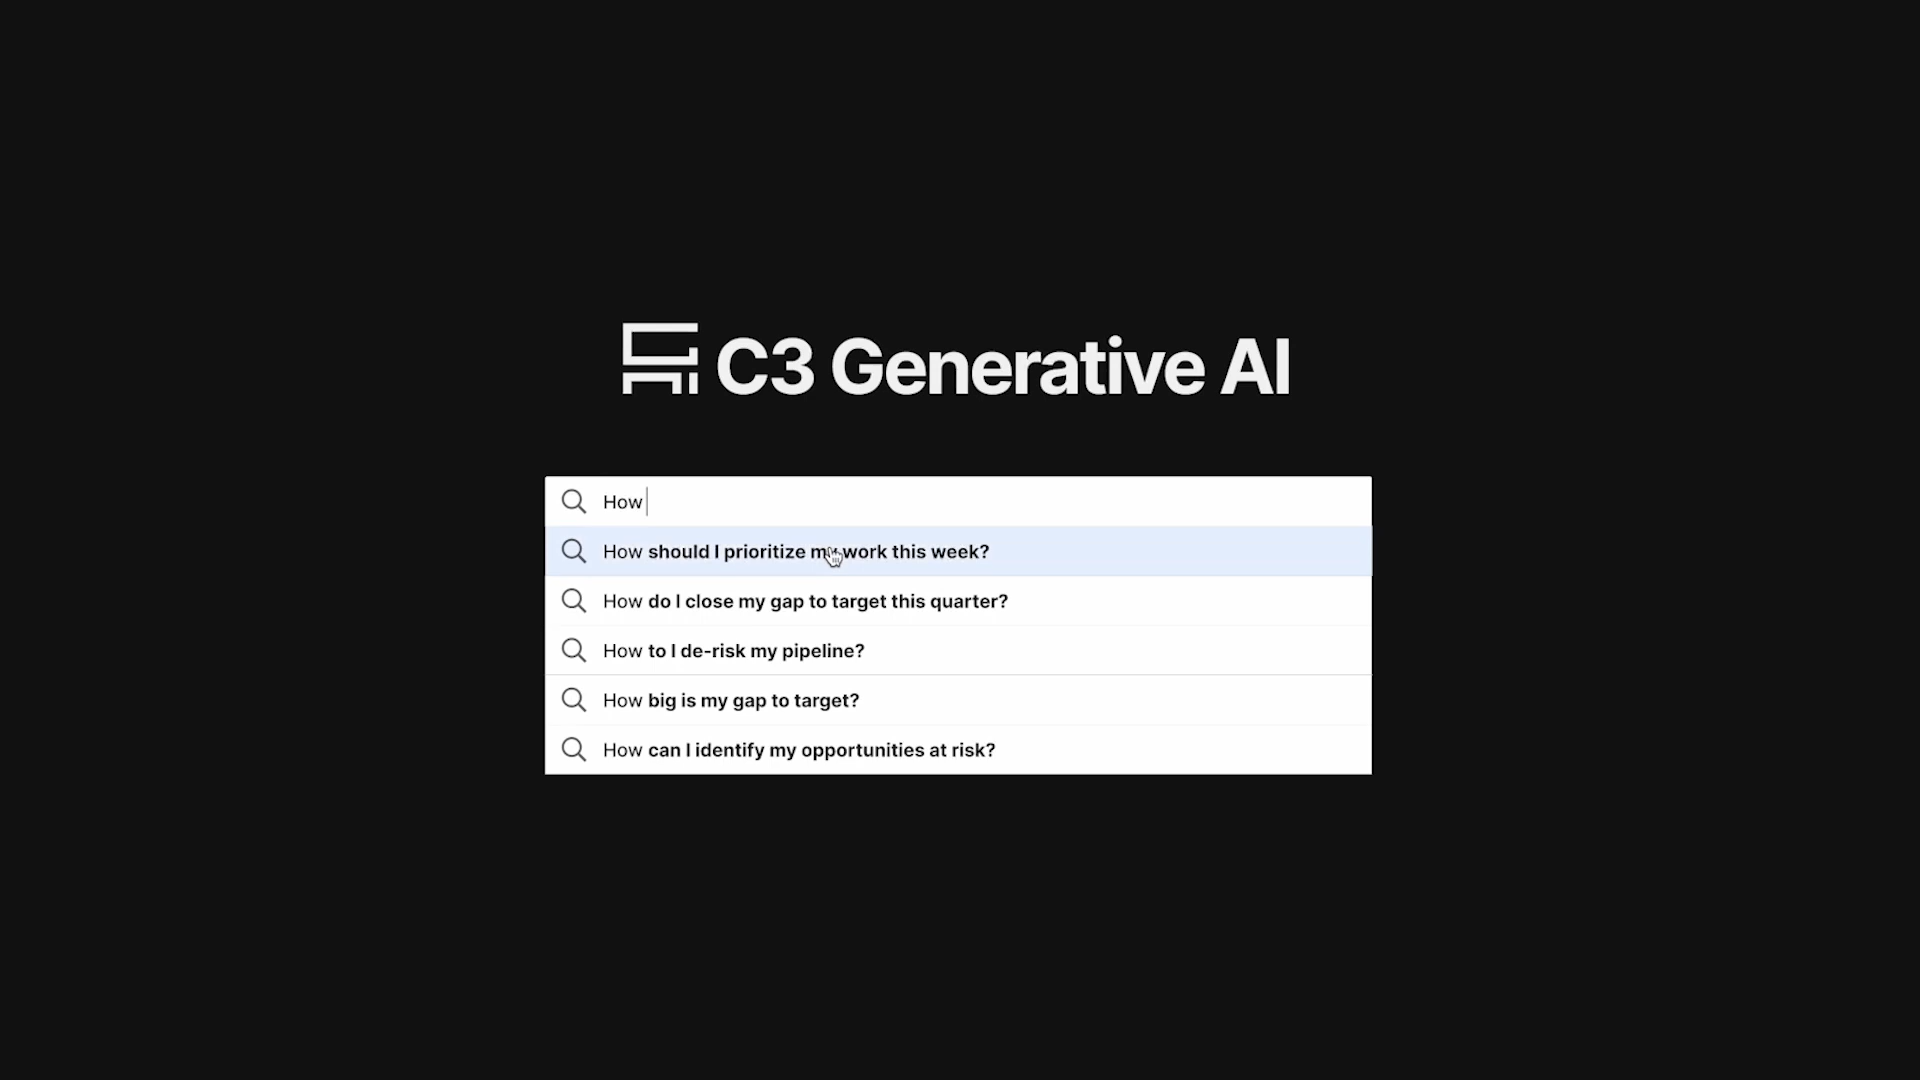 C3 Generative AI
How
How should I prioritize my work this week?
How do I close my gap to target this quarter?
How to I de-risk my pipeline?
How big is my gap to target?
How can I identify my opportunities at risk?